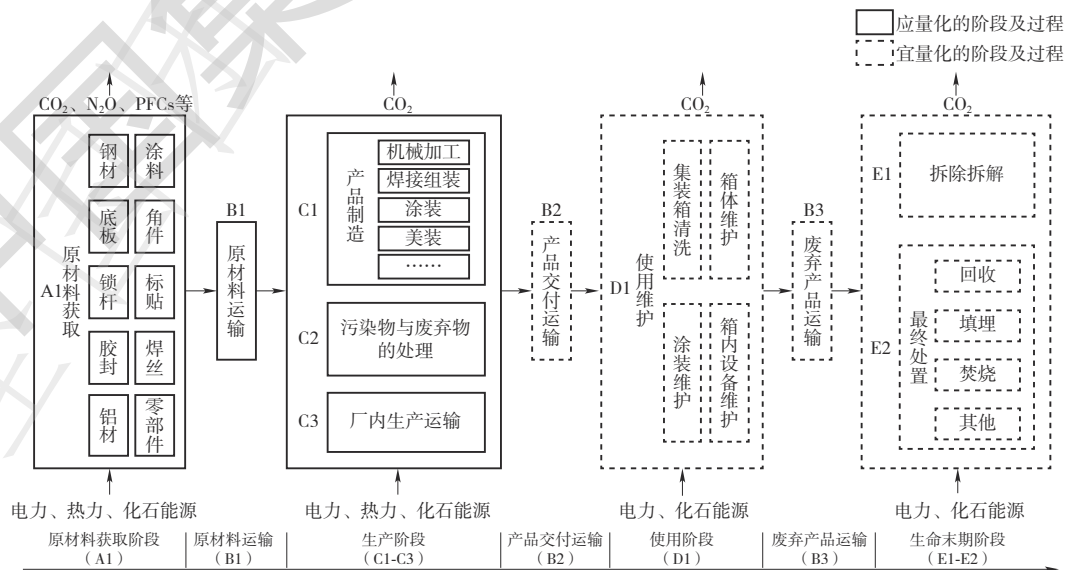 应量化的阶段及过程
宜量化的阶段及过程
CO₂、N₂O、PFCs等
A1
原材料获取
钢材
涂料
底板
角件
锁杆
标贴
胶封
焊丝
铝材
零部件
电力、热力、化石能源
B1
原材料运输
CO₂
C1
产品制造
机械加工
焊接组装
涂装
美装
……
C2
污染物与废弃物
的处理
C3
厂内生产运输
电力、热力、化石能源
B2
产品交付运输
CO₂
D1
使用维护
集装箱清洗
箱体维护
涂装维护
箱内设备维护
电力、化石能源
B3
废弃产品运输
CO₂
E1
拆除拆解
E2
最终处置
回收
填埋
焚烧
其他
电力、化石能源
原材料获取阶段
（A1）
原材料运输
（B1）
生产阶段
（C1-C3）
产品交付运输
（B2）
使用阶段
（D1）
废弃产品运输
（B3）
生命末期阶段
（E1-E2）